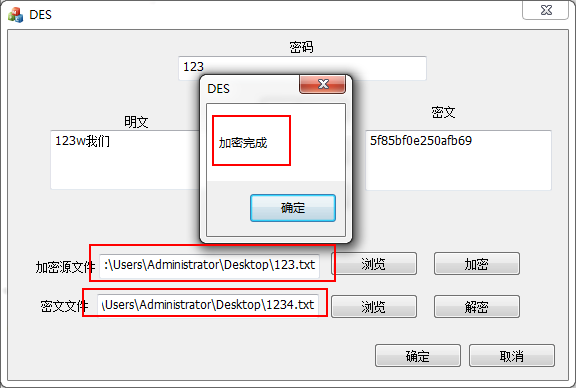 DES
密码
123
DES
明文
密文
123w我们
5f85bf0e250afb69
加密完成
确定
加密源文件
:\Users\Administrator\Desktop\123.txt
浏览
加密
密文文件
\Users\Administrator\Desktop\1234.txt
浏览
解密
确定
取消